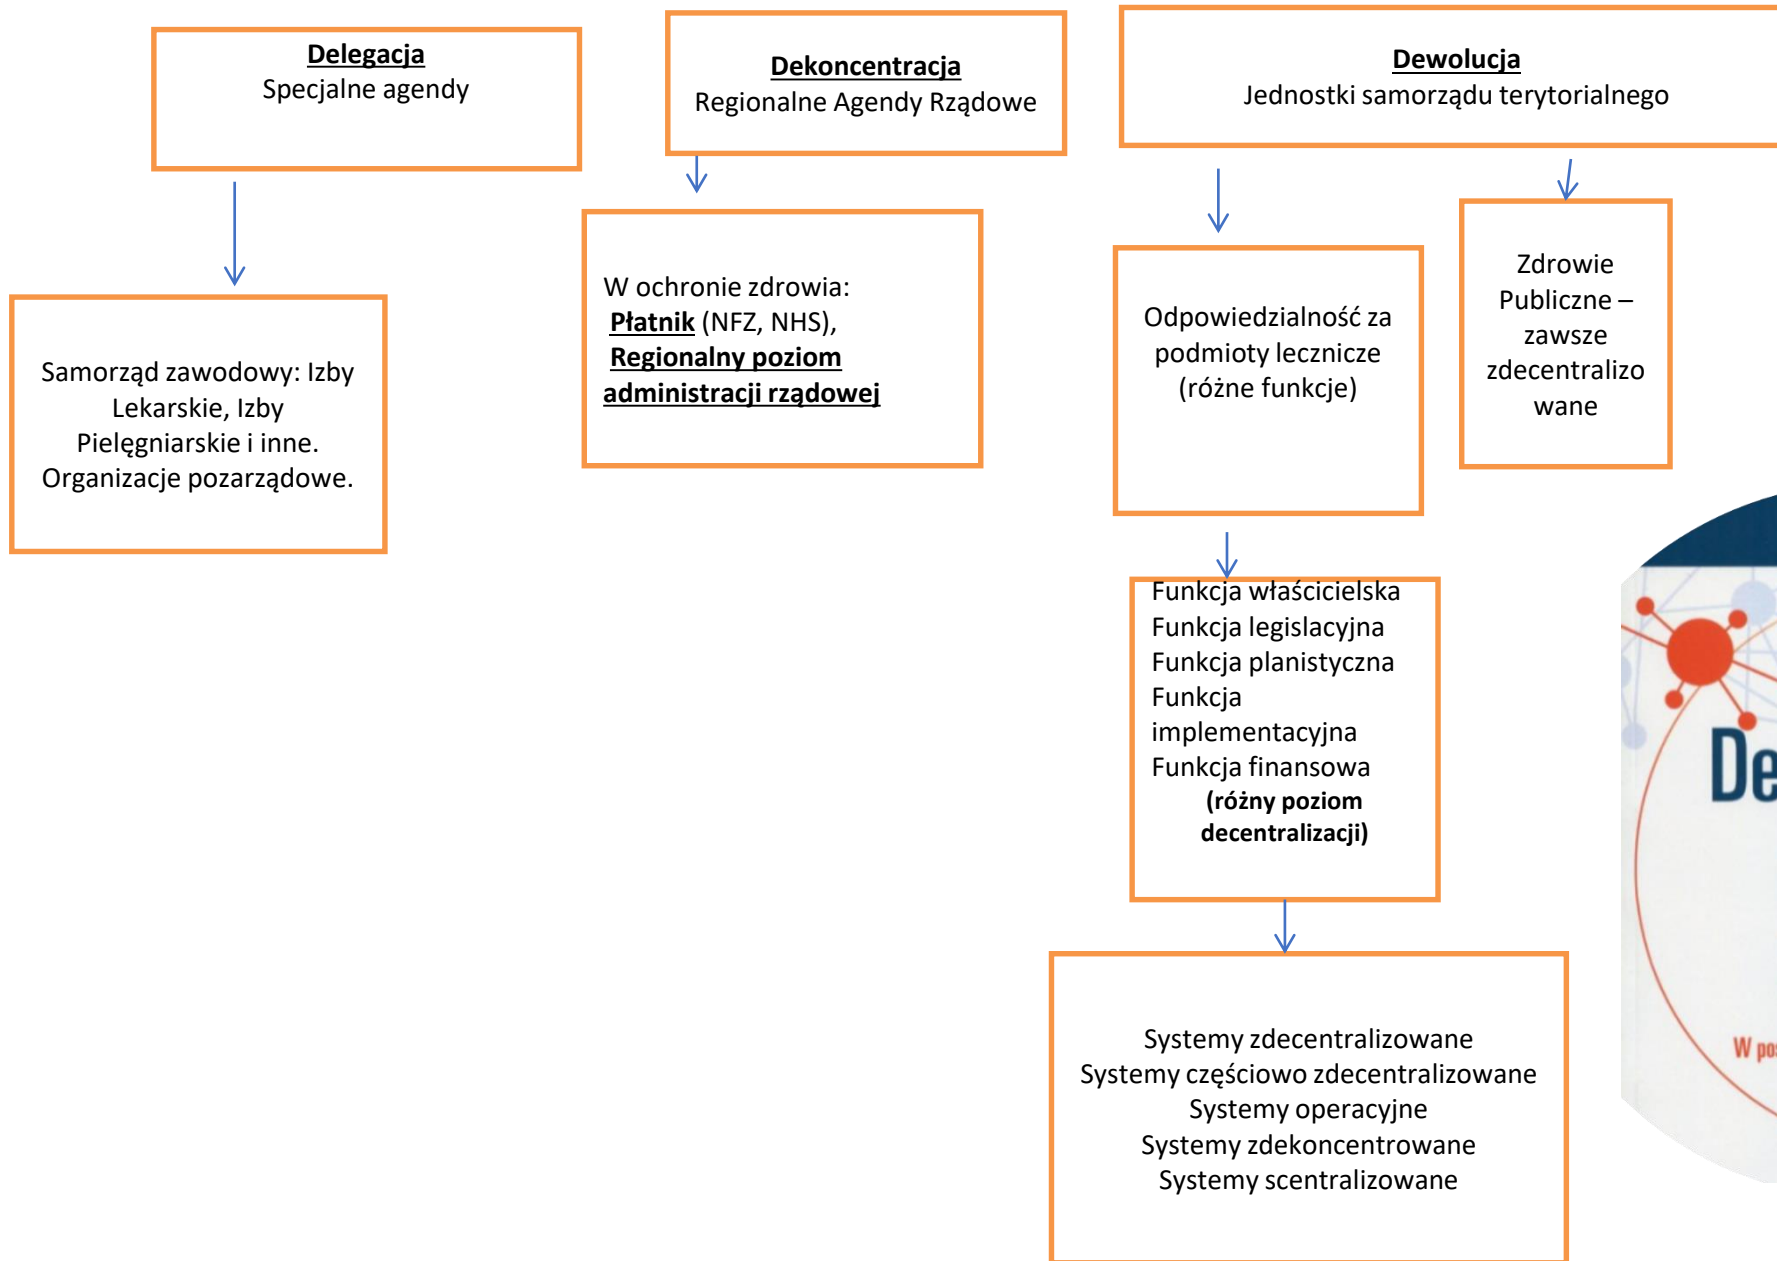 Delegacja
Specjalne agendy
Dekoncentracja
Regionalne Agendy Rządowe
Dewolucja
Jednostki samorządu terytorialnego
Samorząd zawodowy: Izby
Lekarskie, Izby
Pielęgniarskie i inne.
Organizacje pozarządowe.
W ochronie zdrowia:
Płatnik (NFZ, NHS),
Regionalny poziom
administracji rządowej
Odpowiedzialność za
podmioty lecznicze
(różne funkcje)
Zdrowie
Publiczne –
zawsze
zdecentralizo
wane
Funkcja właścicielska
Funkcja legislacyjna
Funkcja planistyczna
Funkcja
implementacyjna
Funkcja finansowa
(różny poziom
decentralizacji)
Systemy zdecentralizowane
Systemy częściowo zdecentralizowane
Systemy operacyjne
Systemy zdekoncentrowane
Systemy scentralizowane
De
W pos